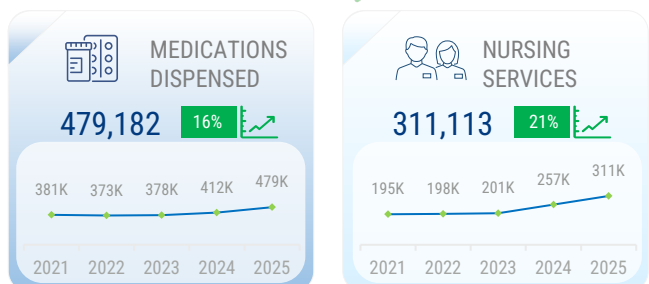 MEDICATIONS
DISPENSED
479,182 16%
381K 373K 378K 412K 479K
2021 2022 2023 2024 2025
NURSING
SERVICES
311,113 21%
195K 198K 201K 257K 311K
2021 2022 2023 2024 2025